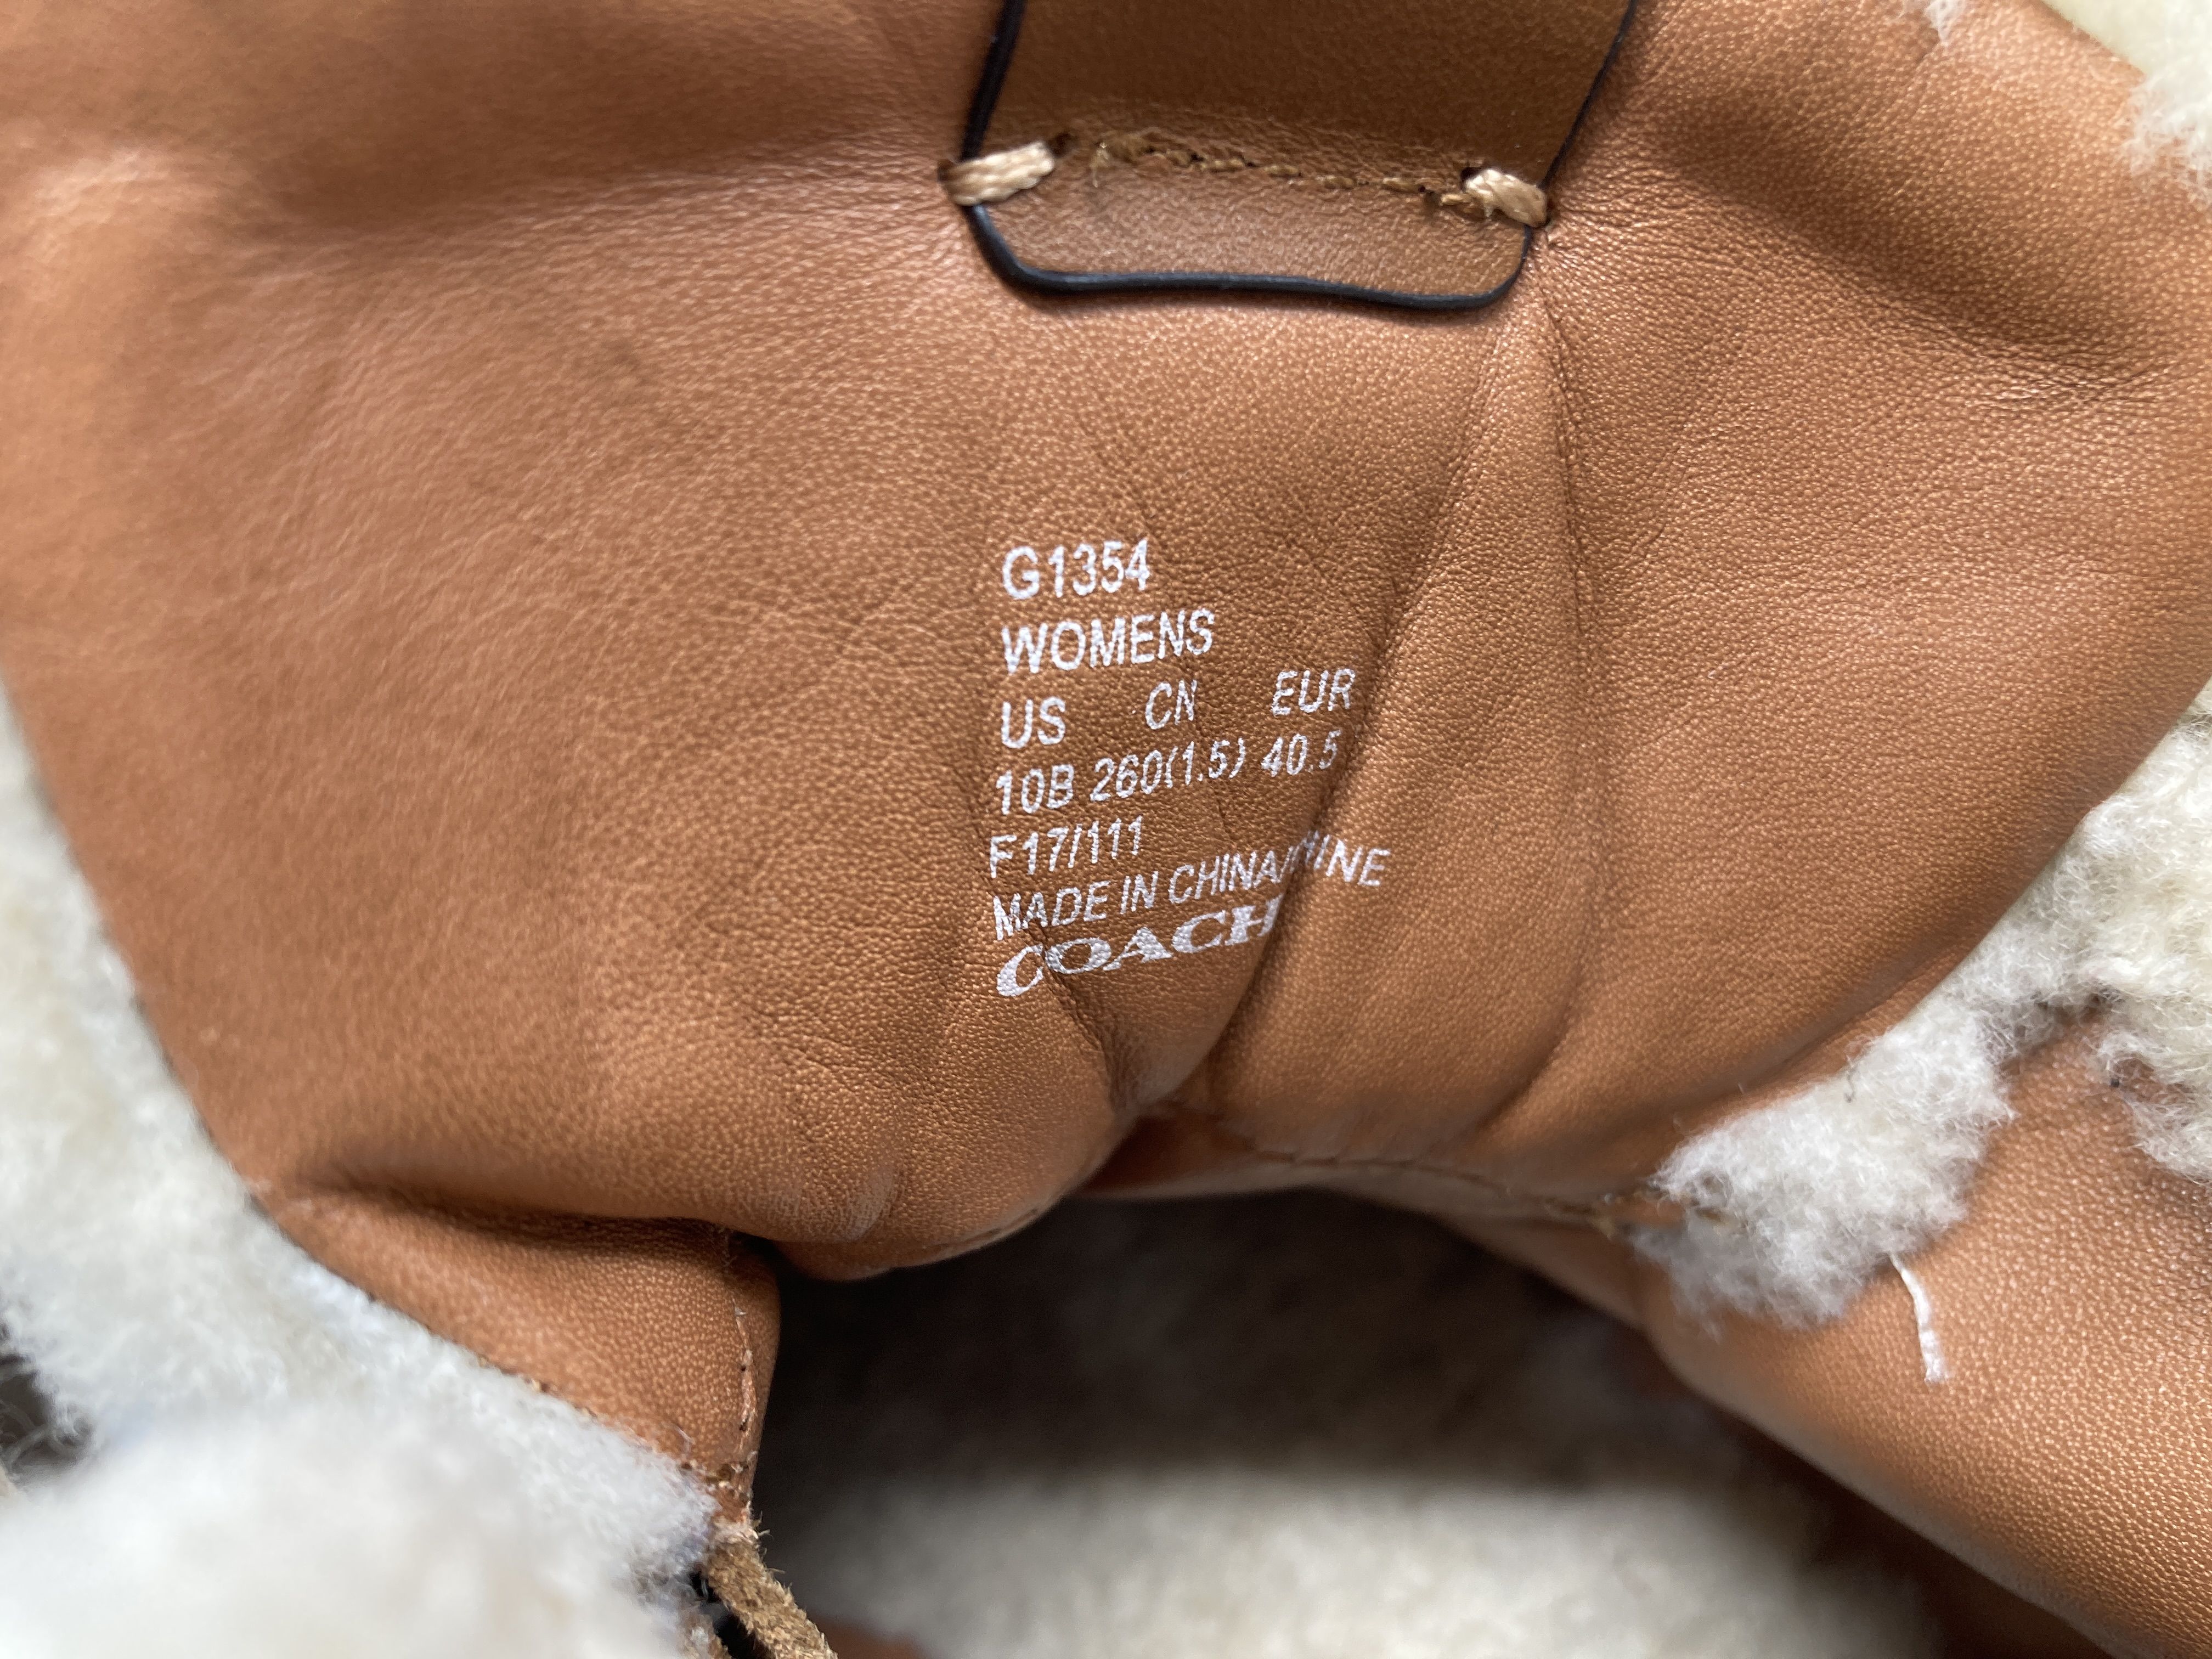 G1354
WOMENS
US CN EUR
10B 260(1.5) 40.5
F17/111
MADE IN CHINA/CHINE
COACH